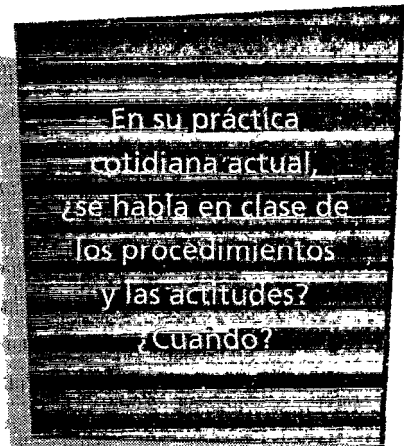 En su práctica
cotidiana actual,
¿se habla en clase de
los procedimientos
y las actitudes?
¿Cuándo?